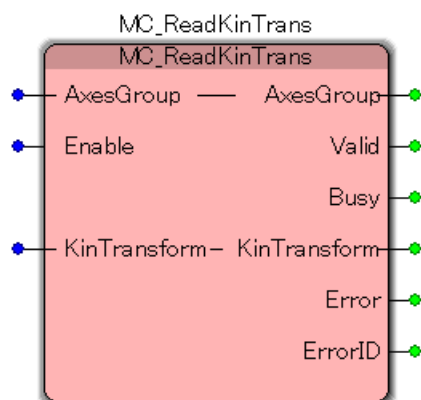 MC_ReadKinTrans
MC_ReadKinTrans
AxesGroup AxesGroup
Enable Valid
Busy
KinTransform KinTransform
Error
ErrorID